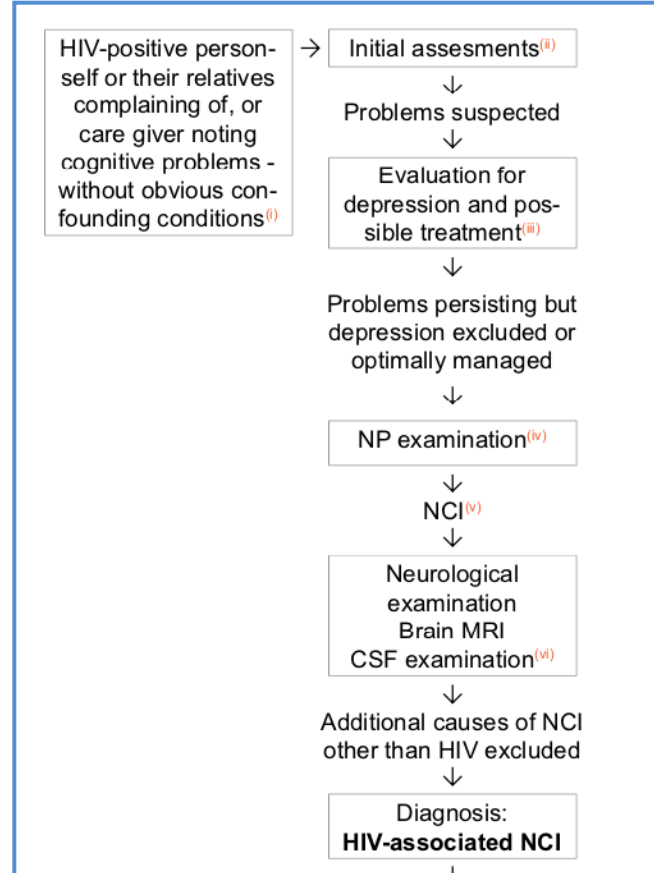 HIV-positive person-
self or their relatives
complaining of, or
care giver noting
cognitive problems -
without obvious con-
founding conditions(i)
→ Initial assesments(ii)
↓
Problems suspected
↓
Evaluation for
depression and pos-
sible treatment(iii)
↓
Problems persisting but
depression excluded or
optimally managed
↓
NP examination(iv)
↓
NCI(v)
↓
Neurological
examination
Brain MRI
CSF examination(vi)
↓
Additional causes of NCI
other than HIV excluded
↓
Diagnosis:
HIV-associated NCI